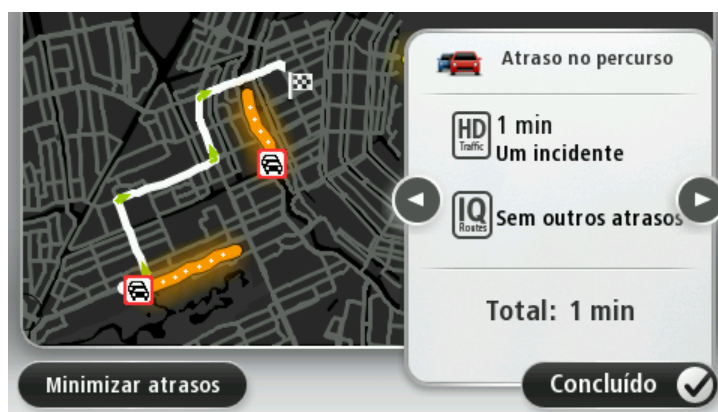 Atraso no percurso
HD
Traffic
1 min
Um incidente
IQ
Routes
Sem outros atrasos
Total: 1 min
Minimizar atrasos
Concluído